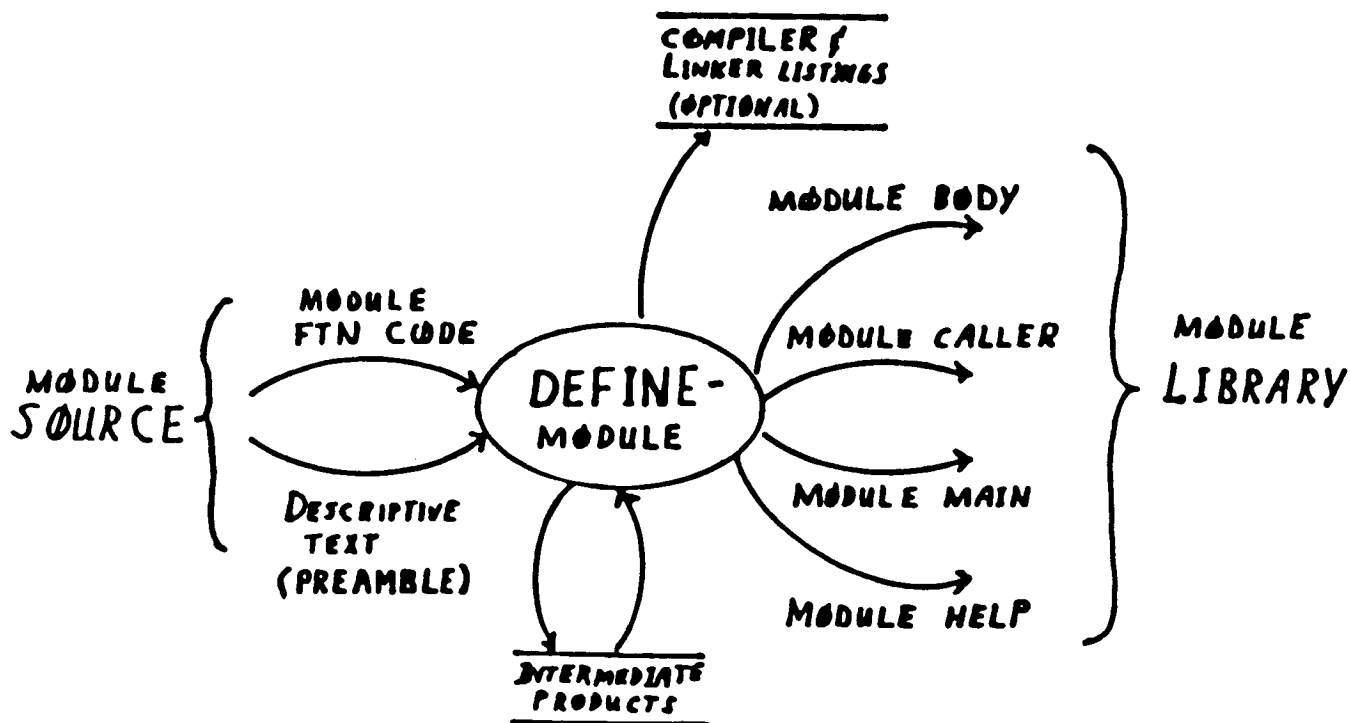 COMPILER &
LINKER LISTINGS
(OPTIONAL)
MODULE BODY
MODULE
FTN CODE
MODULE CALLER
MODULE
LIBRARY
MODULE
SOURCE
DEFINE-
MODULE
DESCRIPTIVE
TEXT
(PREAMBLE)
MODULE MAIN
MODULE HELP
INTERMEDIATE
PRODUCTS